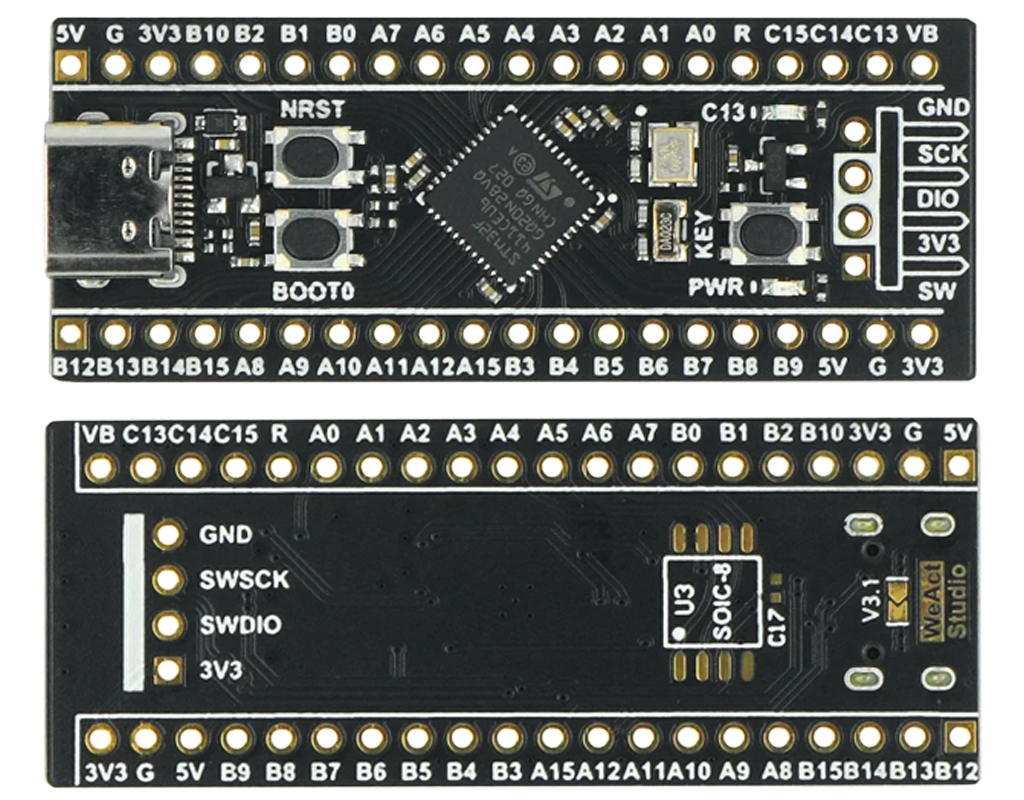 5V G 3V3 B10 B2 B1 B0 A7 A6 A5 A4 A3 A2 A1 A0 R C15 C14 C13 VB
NRST
C13
GND
SCK
DIO
3V3
SW
KEY
BOOT0
PWR
STM32F
411CEU6
CHN
B12 B13 B14 B15 A8 A9 A10 A11 A12 A15 B3 B4 B5 B6 B7 B8 B9 5V G 3V3
VB C13 C14 C15 R A0 A1 A2 A3 A4 A5 A6 A7 B0 B1 B2 B10 3V3 G 5V
GND
SWSCK
SWDIO
3V3
U3
SOIC-8
C17
V3.1
WeAct
Studio
3V3 G 5V B9 B8 B7 B6 B5 B4 B3 A15 A12 A11 A10 A9 A8 B15 B14 B13 B12